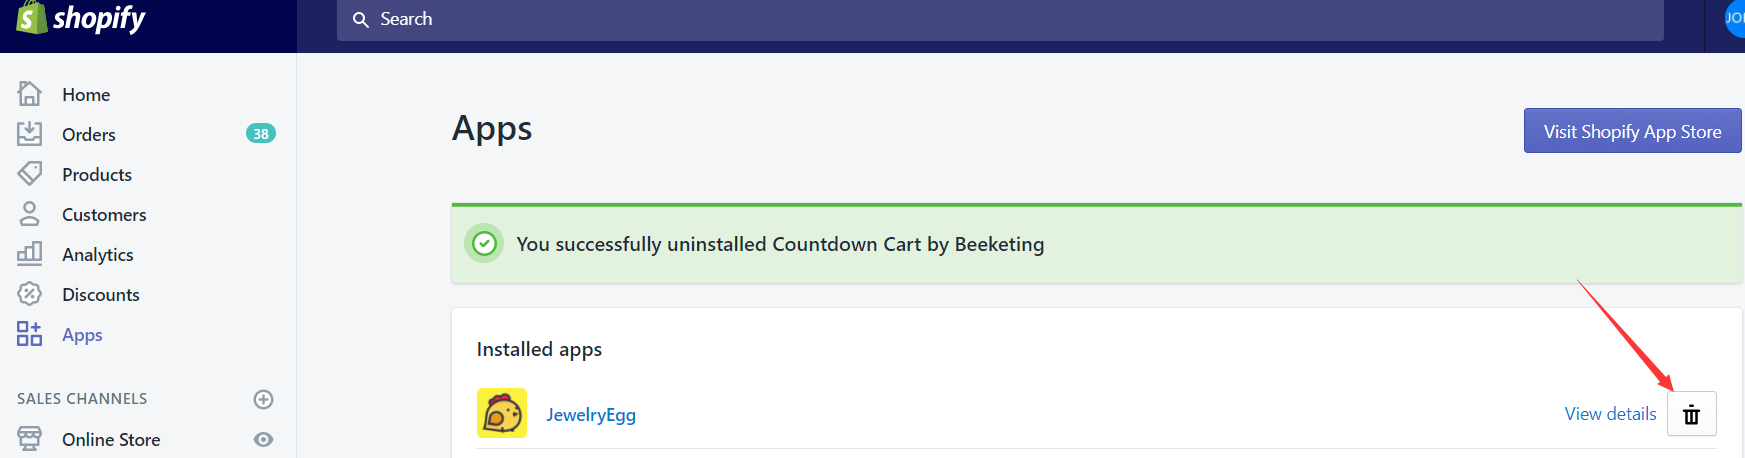 shopify
Search
JO
Home
Orders 38
Products
Customers
Analytics
Discounts
Apps
SALES CHANNELS
Online Store
Apps
Visit Shopify App Store
You successfully uninstalled Countdown Cart by Beeketing
Installed apps
JewelryEgg
View details